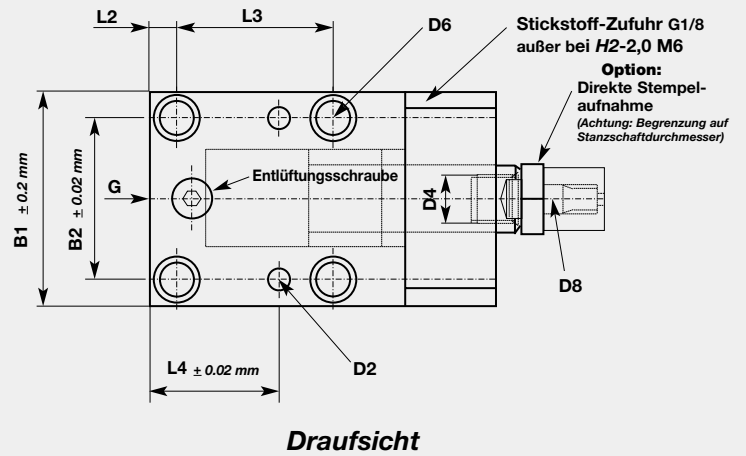 L2
L3
D6
Stickstoff-Zufuhr G1/8
außer bei H2-2,0 M6
Option:
Direkte Stempel-
aufnahme
(Achtung: Begrenzung auf
Stanzschaftdurchmesser)
B1 ± 0.2 mm
B2 ± 0.02 mm
G
Entlüftungsschraube
D4
D8
L4 ± 0.02 mm
D2
Draufsicht